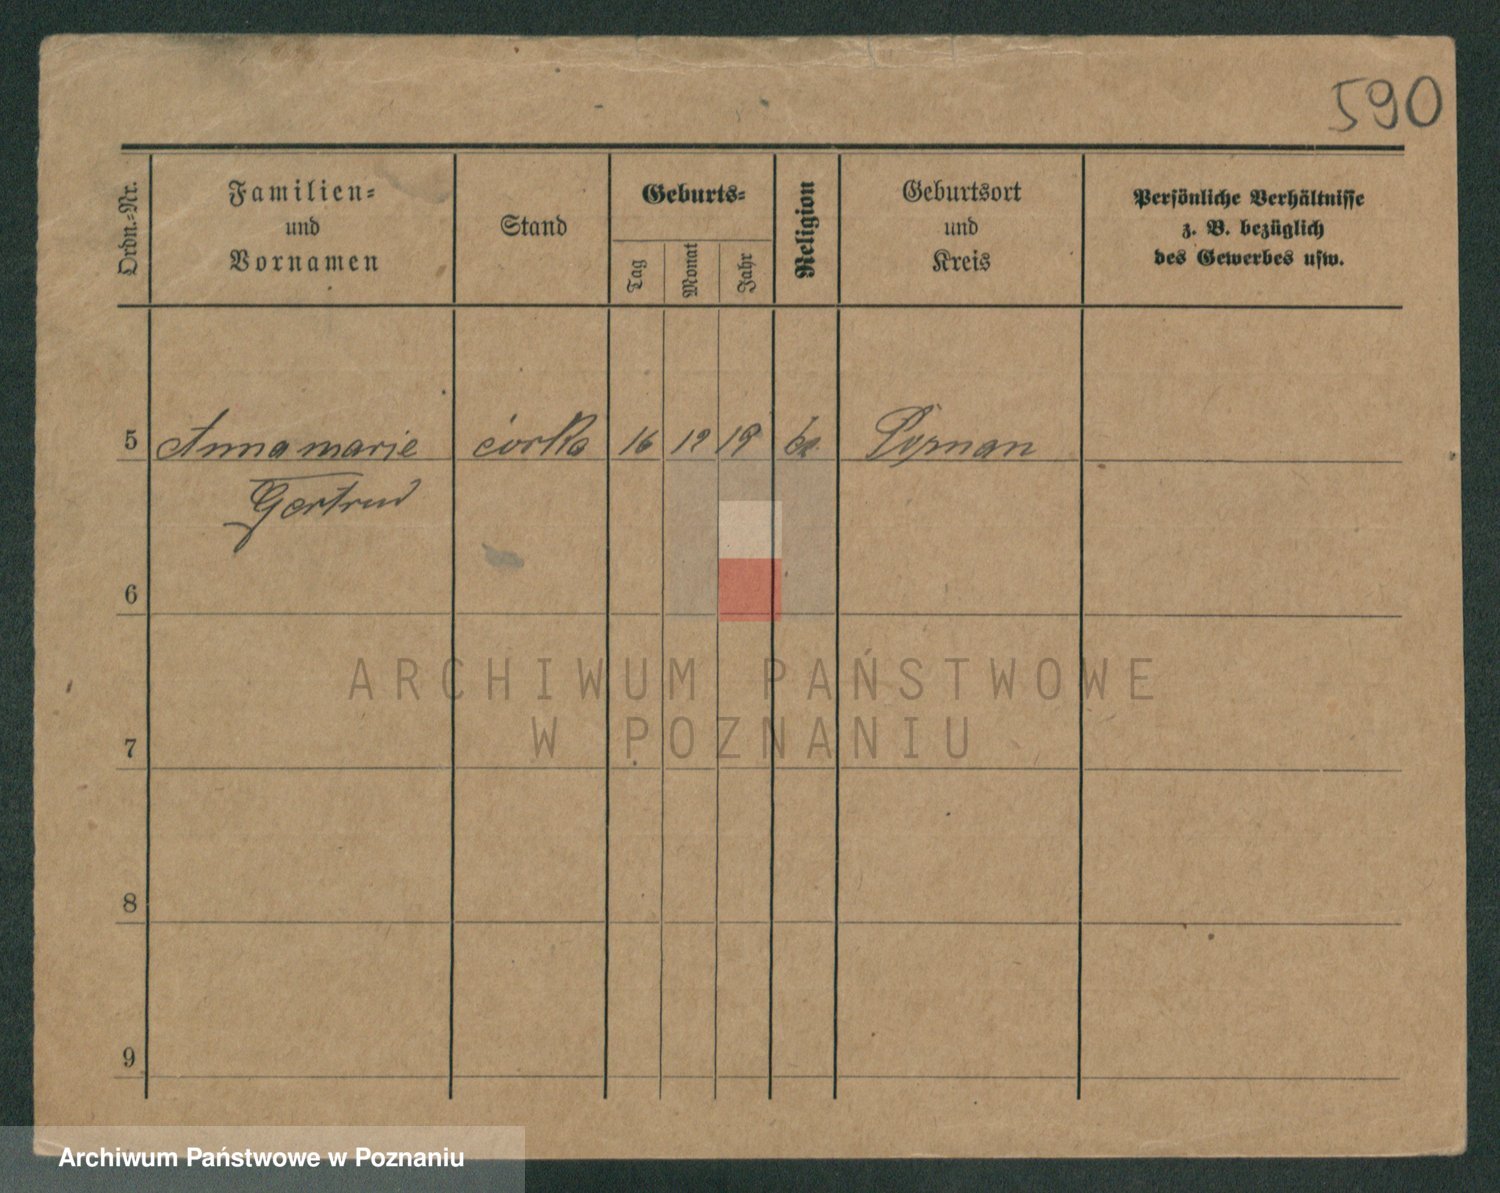 590
Ordn.-Nr.
Familien-
und
Vornamen
Stand
Geburts-
Tag
Monat
Jahr
Religion
Geburtsort
und
Kreis
Persönliche Verhältnisse
z. B. bezüglich
des Gewerbes usw.
5 Annamarie córka 16 12 19 Poznan
Gertrud
6
7
8
9
ARCHIWUM PAŃSTWOWE
W POZNANIU
Archiwum Państwowe w Poznaniu